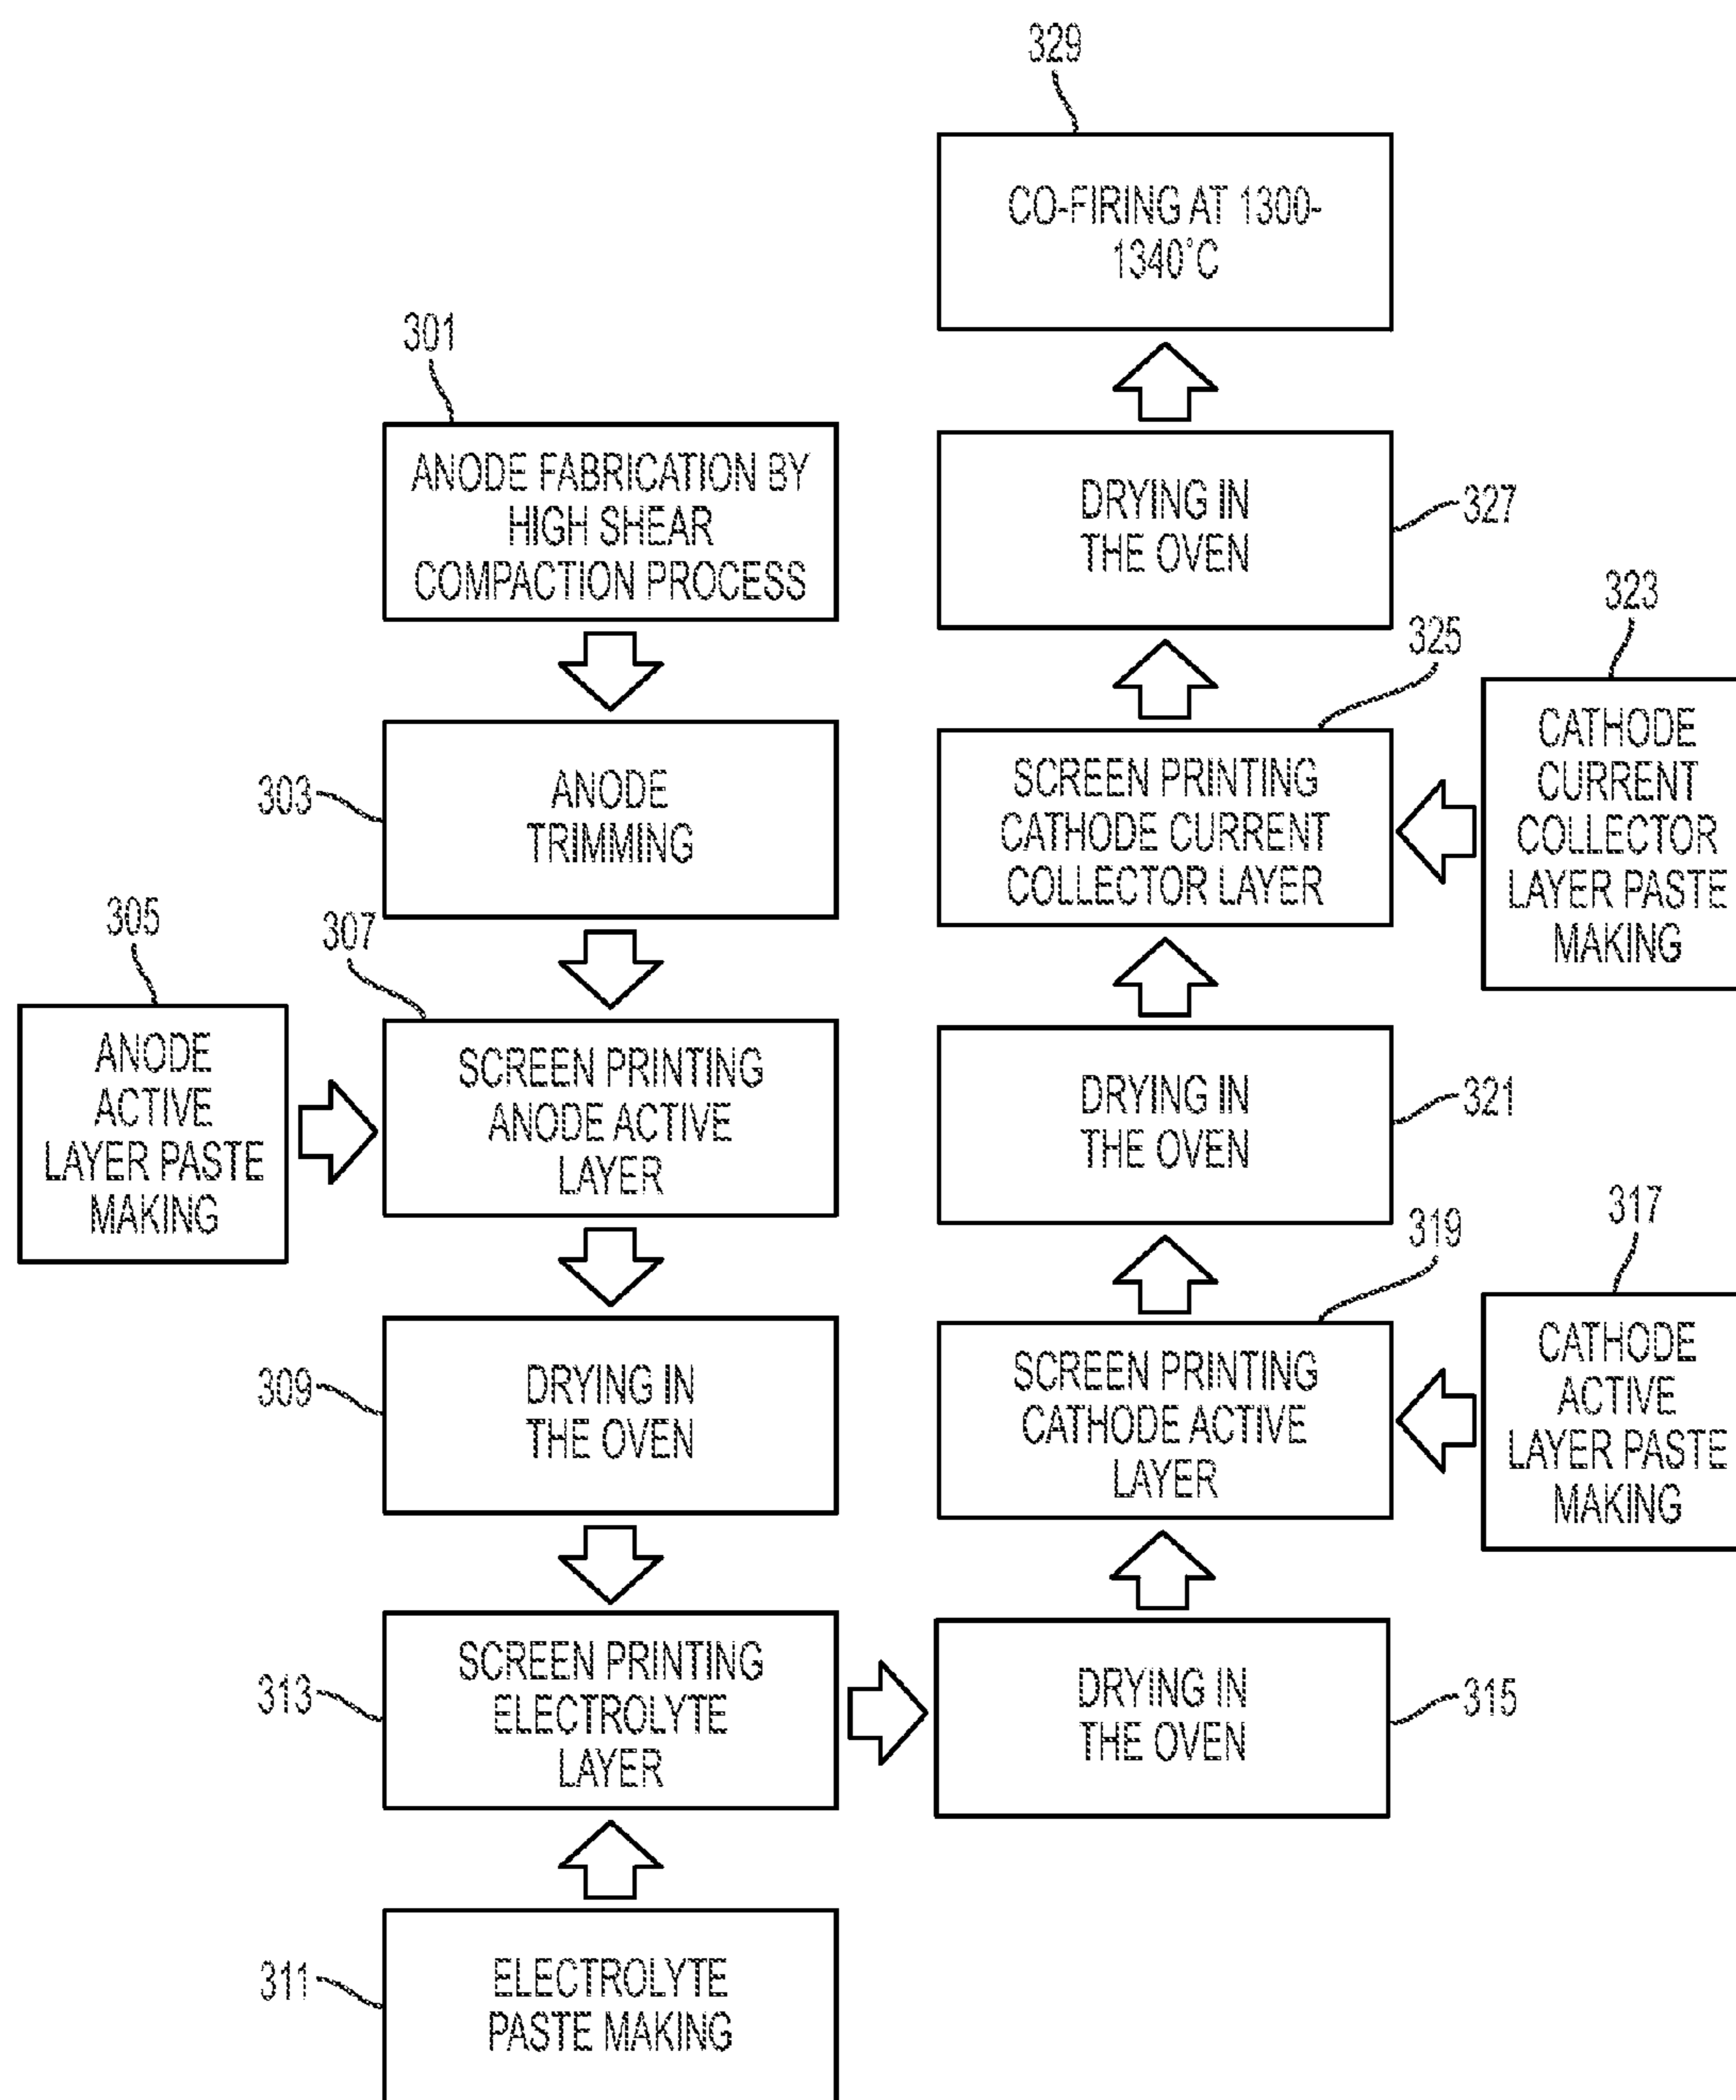 301
ANODE FABRICATION BY
HIGH SHEAR
COMPACTION PROCESS
303
ANODE
TRIMMING
305
ANODE
ACTIVE
LAYER PASTE
MAKING
307
SCREEN PRINTING
ANODE ACTIVE
LAYER
309
DRYING IN
THE OVEN
311
ELECTROLYTE
PASTE MAKING
313
SCREEN PRINTING
ELECTROLYTE
LAYER
315
DRYING IN
THE OVEN
317
CATHODE
ACTIVE
LAYER PASTE
MAKING
319
SCREEN PRINTING
CATHODE ACTIVE
LAYER
321
DRYING IN
THE OVEN
323
CATHODE
CURRENT
COLLECTOR
LAYER PASTE
MAKING
325
SCREEN PRINTING
CATHODE CURRENT
COLLECTOR LAYER
327
DRYING IN
THE OVEN
329
CO-FIRING AT 1300-
1340°C